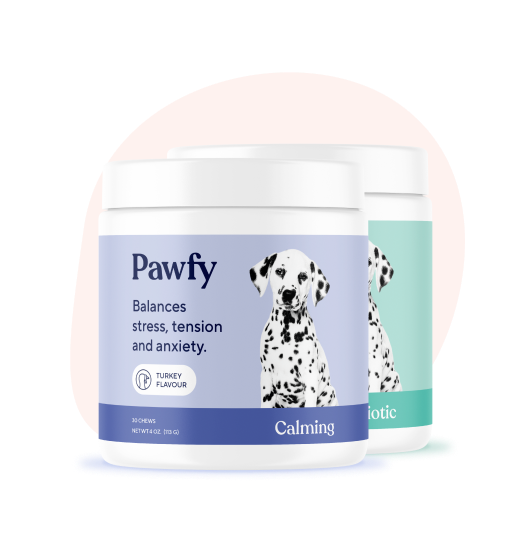 Pawfy
Balances
stress, tension
and anxiety.
TURKEY
FLAVOUR
30 CHEWS
NET WT 4 OZ. (113 G)
Calming
iotic